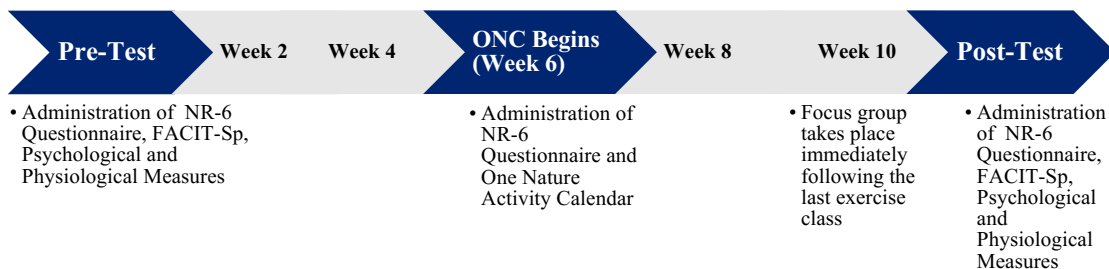 Pre-Test
Week 2
Week 4
ONC Begins
(Week 6)
Week 8
Week 10
Post-Test
• Administration of NR-6
Questionnaire, FACIT-Sp,
Psychological and
Physiological Measures
• Administration of
NR-6
Questionnaire and
One Nature
Activity Calendar
• Focus group
takes place
immediately
following the
last exercise
class
• Administration
of NR-6
Questionnaire,
FACIT-Sp,
Psychological
and
Physiological
Measures